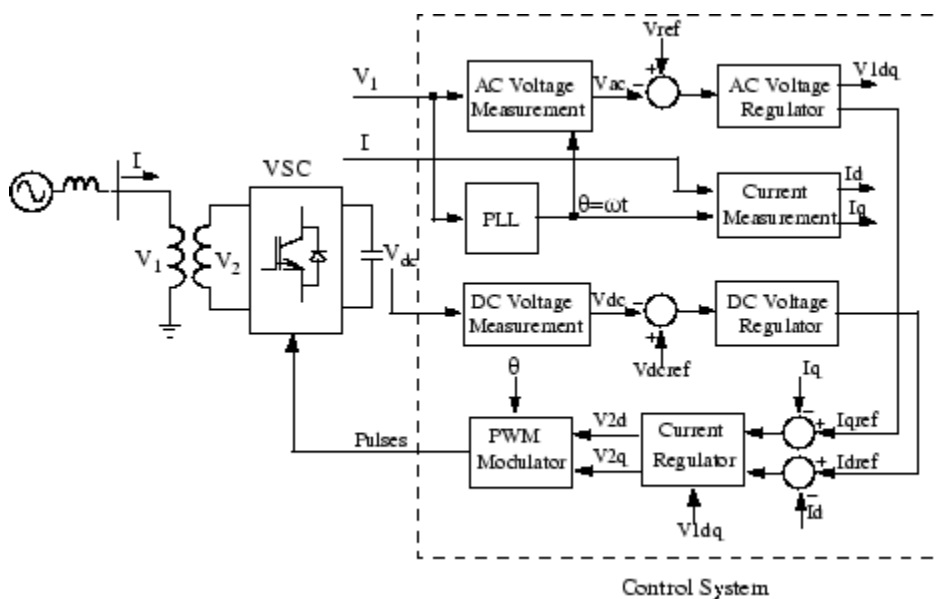 Vref
V1
AC Voltage
Measurement
Vac
−
+
AC Voltage
Regulator
V1dq
I
I
VSC
PLL
θ=ωt
Current
Measurement
Id
Iq
V1
V2
Vdc
DC Voltage
Measurement
Vdc
−
+
DC Voltage
Regulator
Vdcref
θ
Iq
Pulses
PWM
Modulator
V2d
V2q
Current
Regulator
−
+
Iqref
+
Idref
−
Id
V1dq
Control System